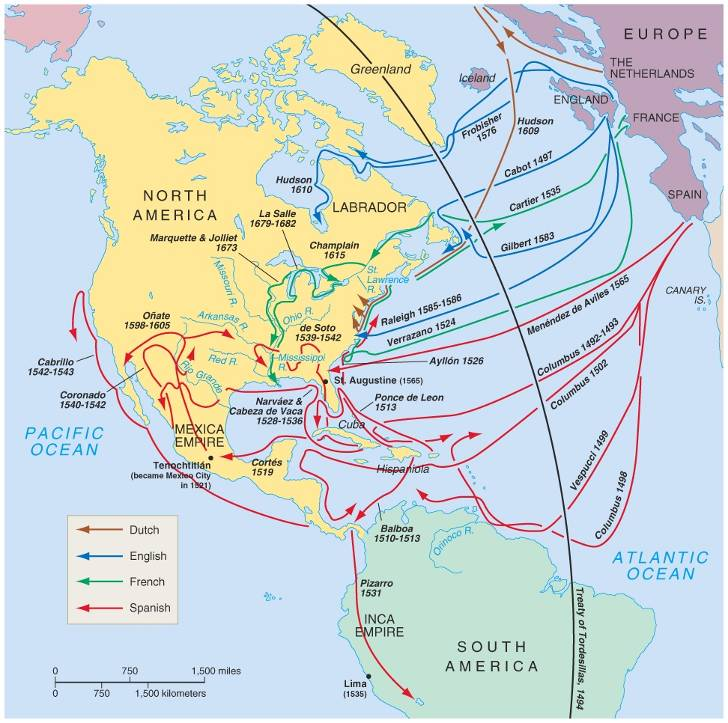 EUROPE
Greenland
Iceland
THE
NETHERLANDS
ENGLAND
FRANCE
Frobisher
1576
Hudson
1609
Cabot 1497
Hudson
1610
NORTH
AMERICA
LABRADOR
Cartier 1535
SPAIN
La Salle
1679-1682
Marquette & Jolliet
1673
Champlain
1615
Gilbert 1583
St.
Lawrence
R.
Missouri R.
CANARY
IS.
Menéndez de Aviles 1565
Oñate
1598-1605
Arkansas R.
Ohio R.
Raleigh 1585-1586
Verrazano 1524
de Soto
1539-1542
Columbus 1492-1493
Cabrillo
1542-1543
Red R.
Mississippi
R.
Ayllón 1526
Columbus 1502
Coronado
1540-1542
Rio Grande
St. Augustine (1565)
Narváez &
Cabeza de Vaca
1528-1536
Ponce de Leon
1513
Cuba
PACIFIC
OCEAN
MEXICA
EMPIRE
Tenochtitlán
(became Mexico City
in 1521)
Cortés
1519
Hispaniola
Vespucci 1499
Columbus 1498
Dutch
English
French
Spanish
Balboa
1510-1513
Orinoco R.
ATLANTIC
OCEAN
Pizarro
1531
INCA
EMPIRE
SOUTH
AMERICA
Treaty of Tordesillas, 1494
0 750 1,500 miles
0 750 1,500 kilometers
Lima
(1535)